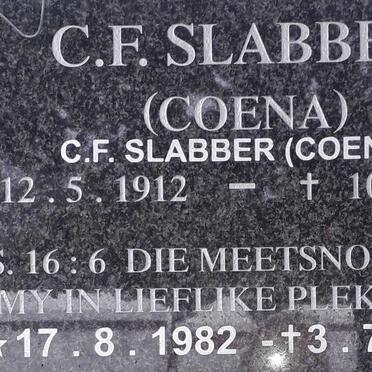 C.F. SLABBE
(COENA)
C.F. SLABBER (COEN
12.5.1912 – † 10
S. 16:6 DIE MEETSNO
MY IN LIEFLIKE PLEK
17.8.1982 - †3.7